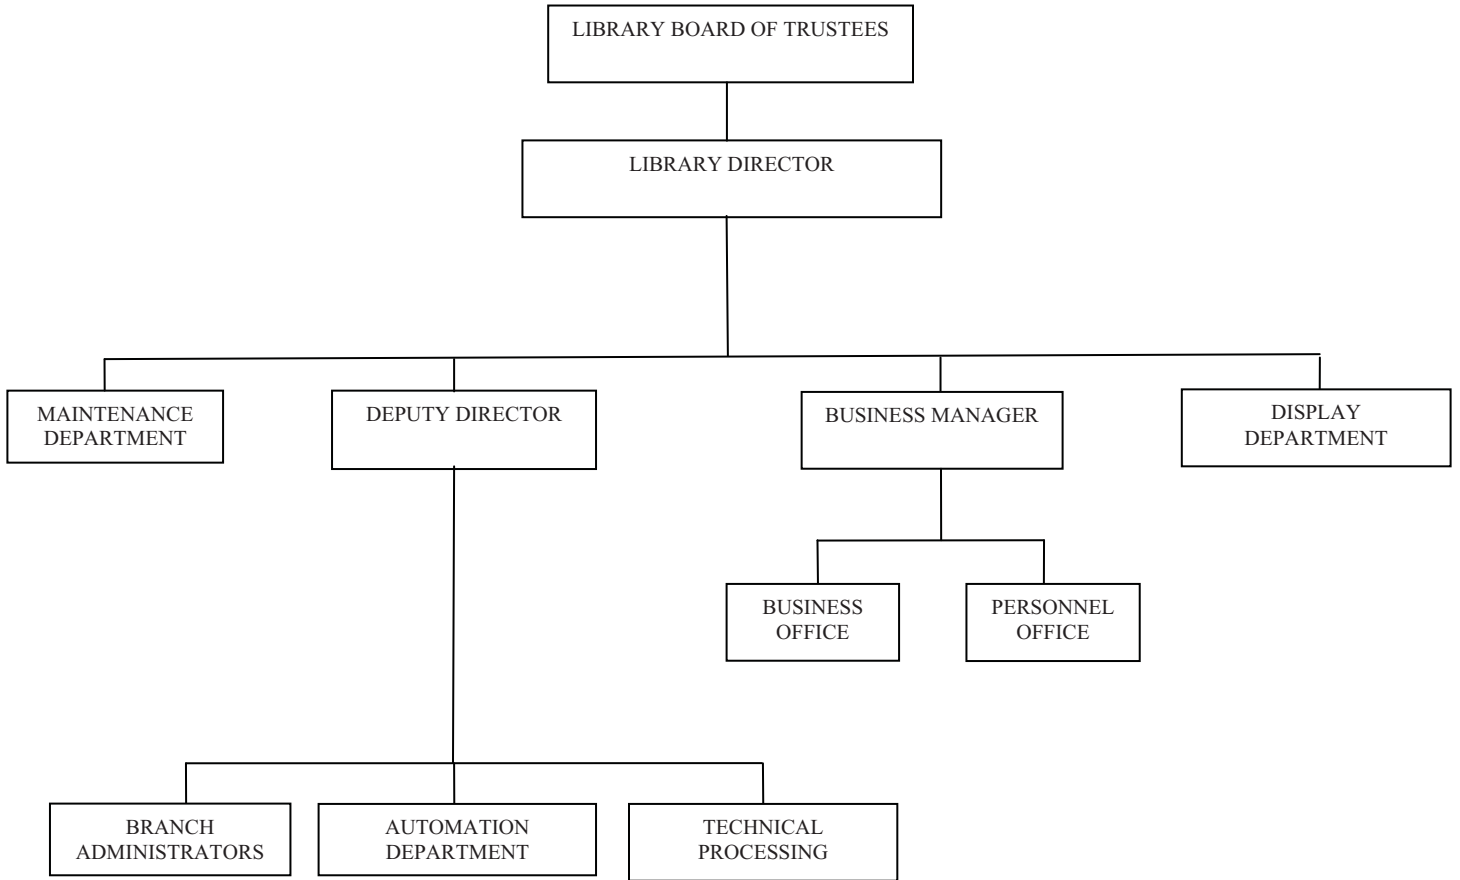 LIBRARY BOARD OF TRUSTEES
LIBRARY DIRECTOR
MAINTENANCE
DEPARTMENT
DEPUTY DIRECTOR
BUSINESS MANAGER
DISPLAY
DEPARTMENT
BUSINESS
OFFICE
PERSONNEL
OFFICE
BRANCH
ADMINISTRATORS
AUTOMATION
DEPARTMENT
TECHNICAL
PROCESSING